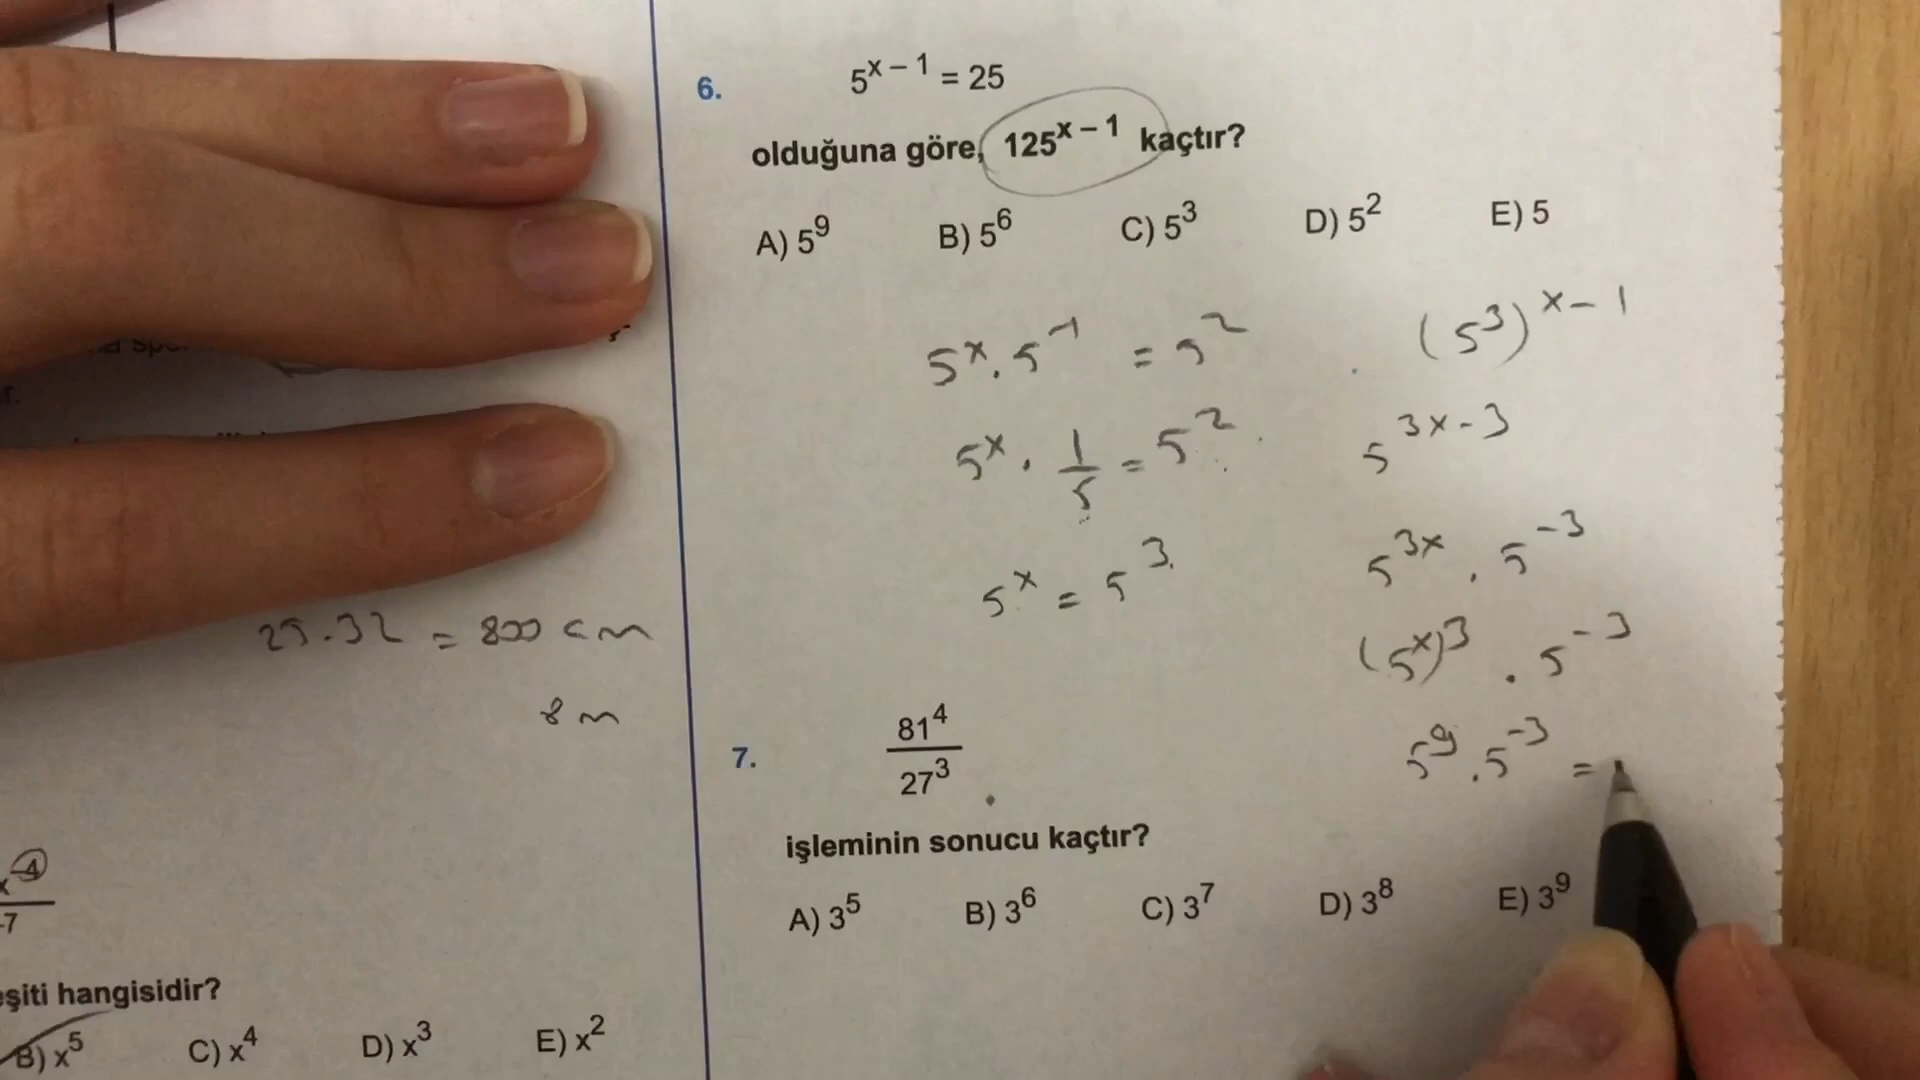 25.32 = 800 cm
8 m
x^-4
-7
eşiti hangisidir?
B) x^5 C) x^4 D) x^3 E) x^2
6. 5^x – 1 = 25
olduğuna göre, 125^x – 1 kaçtır?
A) 5^9 B) 5^6 C) 5^3 D) 5^2 E) 5
5^x . 5^-1 = 5^2
5^x . 1/5 = 5^2
5^x = 5^3
(5^3)^x-1
5^3x-3
5^3x . 5^-3
(5^x)^3 . 5^-3
5^9 . 5^-3 =
7. 81^4
27^3
işleminin sonucu kaçtır?
A) 3^5 B) 3^6 C) 3^7 D) 3^8 E) 3^9